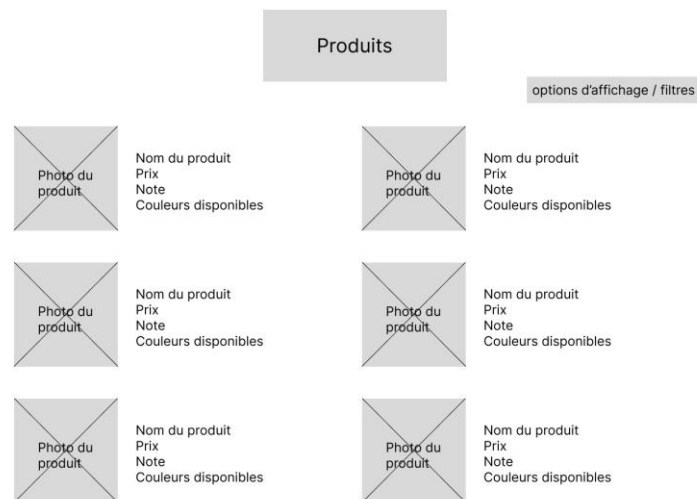 Produits
options d'affichage / filtres
Photo du
produit
Nom du produit
Prix
Note
Couleurs disponibles
Photo du
produit
Nom du produit
Prix
Note
Couleurs disponibles
Photo du
produit
Nom du produit
Prix
Note
Couleurs disponibles
Photo du
produit
Nom du produit
Prix
Note
Couleurs disponibles
Photo du
produit
Nom du produit
Prix
Note
Couleurs disponibles
Photo du
produit
Nom du produit
Prix
Note
Couleurs disponibles